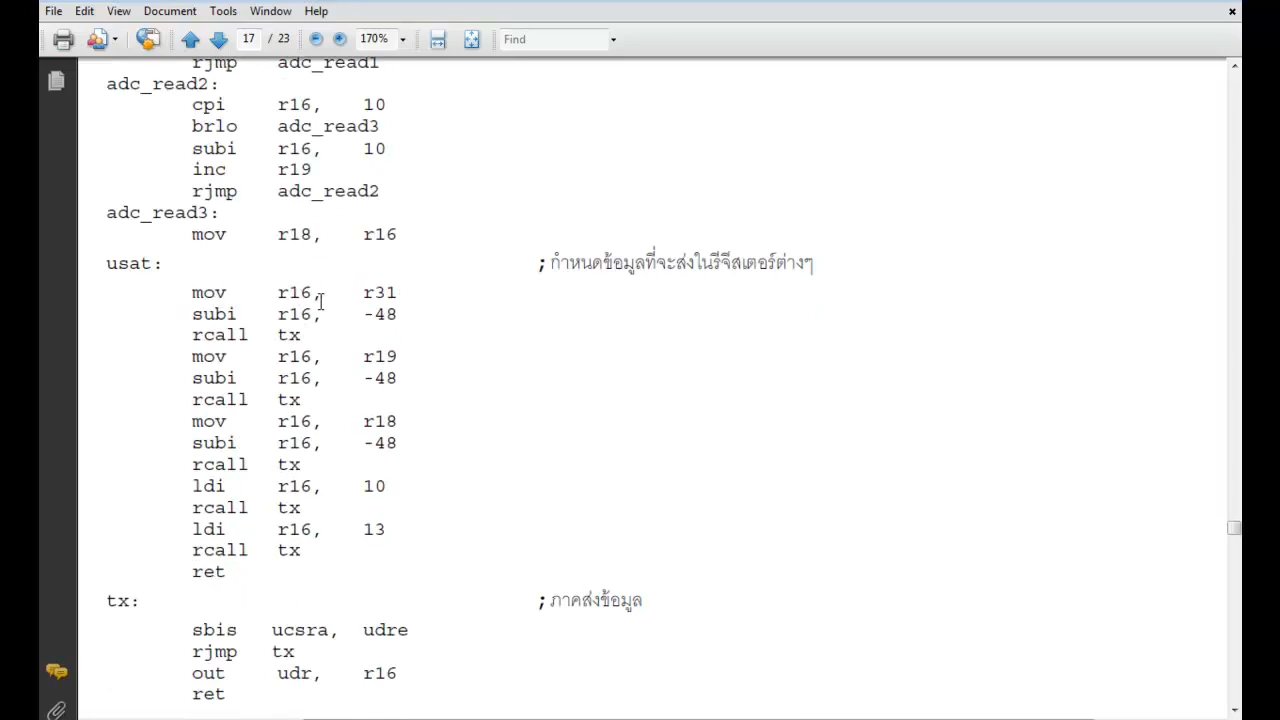 File Edit View Document Tools Window Help
17 / 23 170% Find
rjmp adc_read1
adc_read2:
cpi r16, 10
brlo adc_read3
subi r16, 10
inc r19
rjmp adc_read2
adc_read3:
mov r18, r16
usat: ;กำหนดข้อมูลที่จะส่งในรีจีสเตอร์ต่างๆ
mov r16, r31
subi r16, -48
rcall tx
mov r16, r19
subi r16, -48
rcall tx
mov r16, r18
subi r16, -48
rcall tx
ldi r16, 10
rcall tx
ldi r16, 13
rcall tx
ret
tx: ;ภาคส่งข้อมูล
sbis ucsra, udre
rjmp tx
out udr, r16
ret